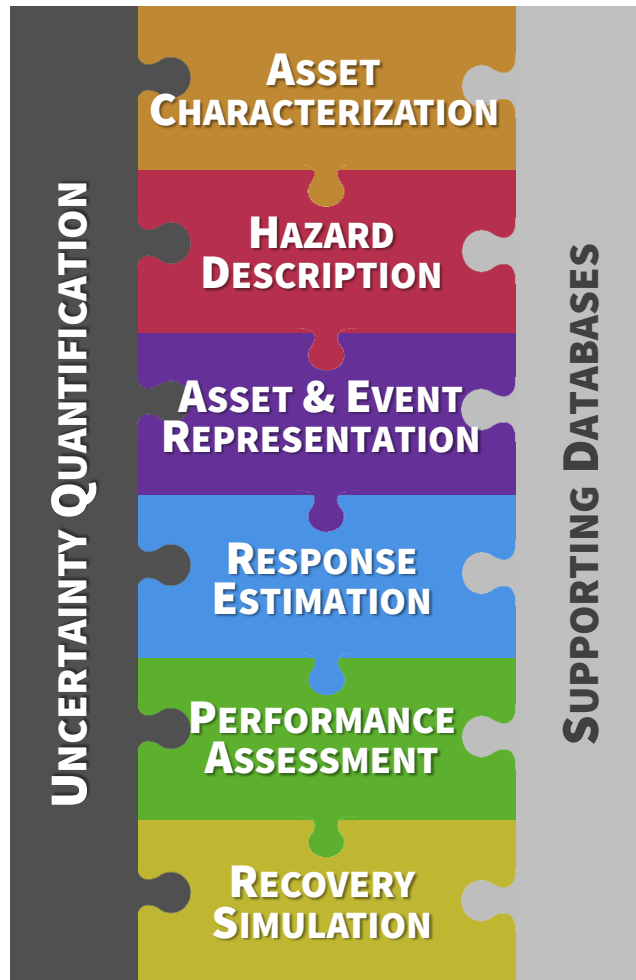 UNCERTAINTY QUANTIFICATION
ASSET
CHARACTERIZATION
HAZARD
DESCRIPTION
ASSET & EVENT
REPRESENTATION
RESPONSE
ESTIMATION
PERFORMANCE
ASSESSMENT
RECOVERY
SIMULATION
SUPPORTING DATABASES